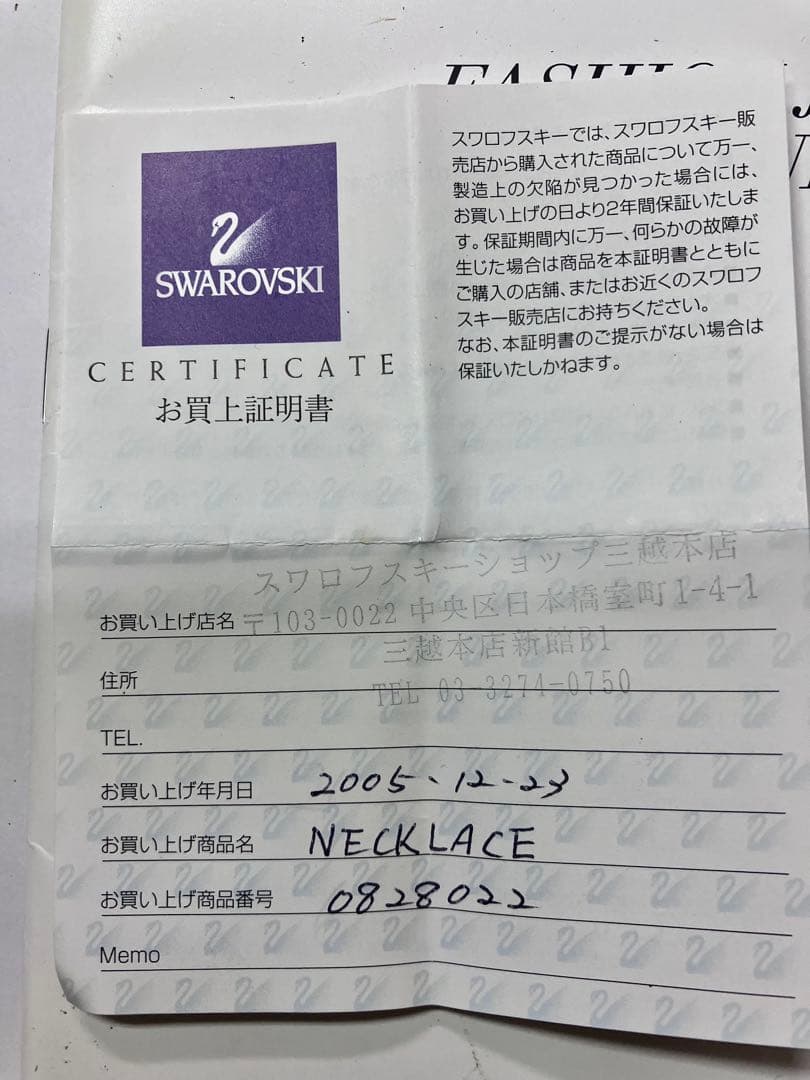 SWAROVSKI
CERTIFICATE
お買上証明書
スワロフスキーでは、スワロフスキー販
売店から購入された商品について万一、
製造上の欠陥が見つかった場合には、
お買い上げの日より2年間保証いたしま
す。保証期間内に万一、何らかの故障が
生じた場合は商品を本証明書とともに
ご購入の店舗、またはお近くのスワロフ
スキー販売店にお持ちください。
なお、本証明書のご提示がない場合は
保証いたしかねます。
スワロフスキーショップ三越本店
お買い上げ店名 〒103-0022 中央区日本橋室町1-4-1
三越本店新館B1
住所
TEL 03-3274-0750
TEL.
お買い上げ年月日 2005.12.23
お買い上げ商品名 NECKLACE
お買い上げ商品番号 0828022
Memo